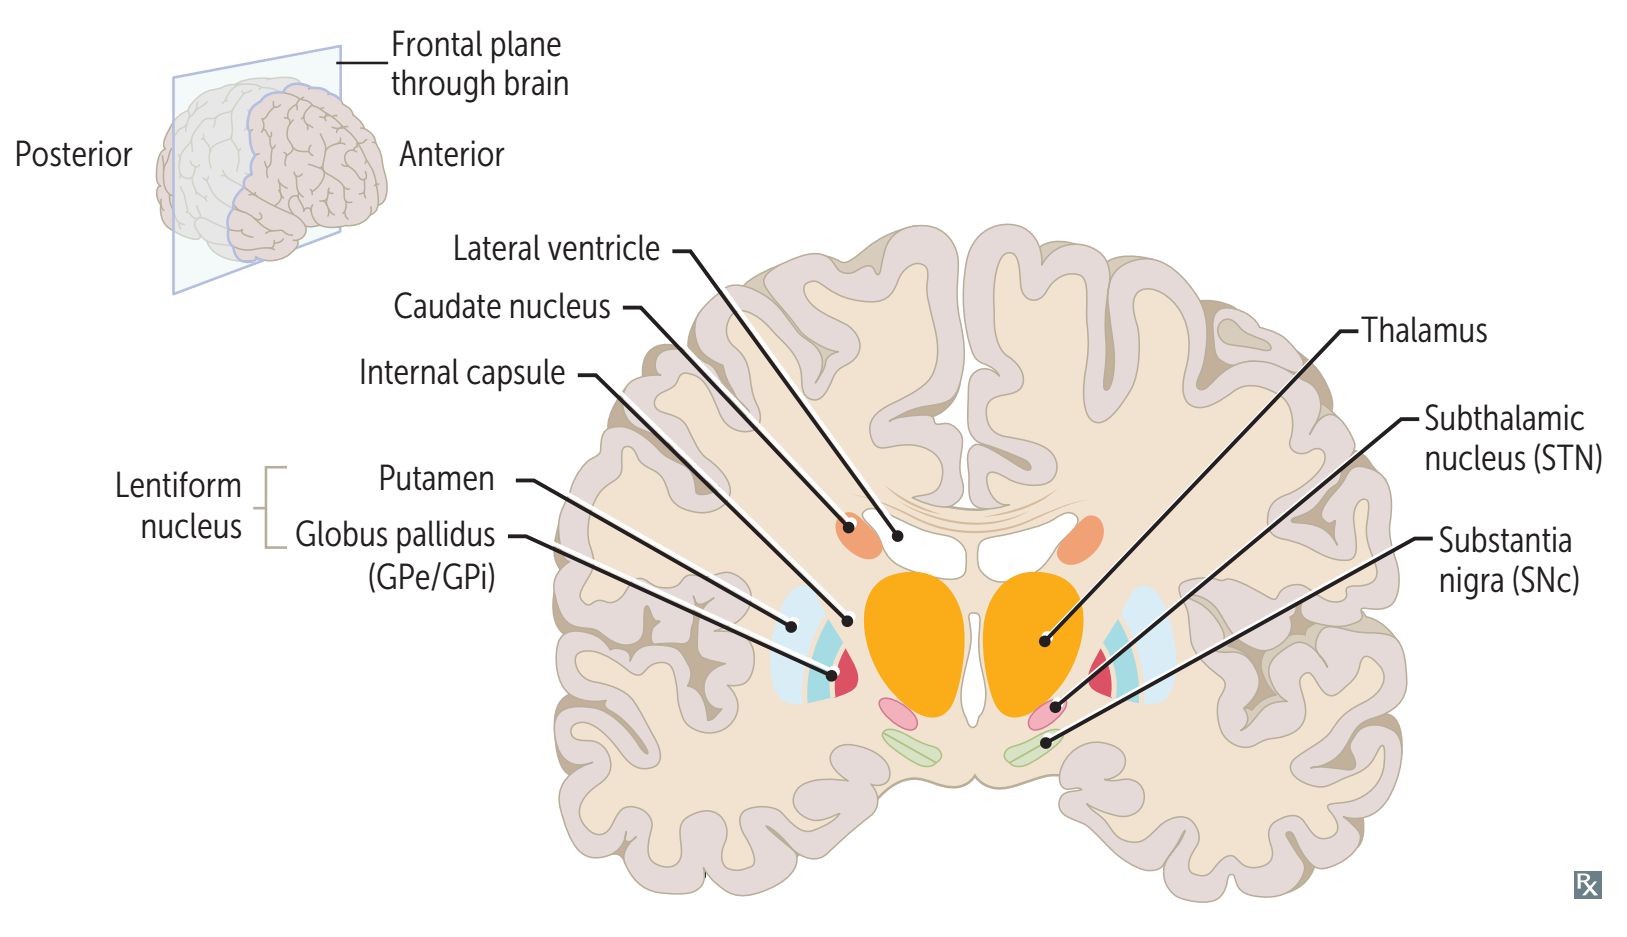 Frontal plane
through brain
Posterior
Anterior
Lateral ventricle
Caudate nucleus
Internal capsule
Lentiform
nucleus
Putamen
Globus pallidus
(GPe/GPi)
Thalamus
Subthalamic
nucleus (STN)
Substantia
nigra (SNc)
Rx